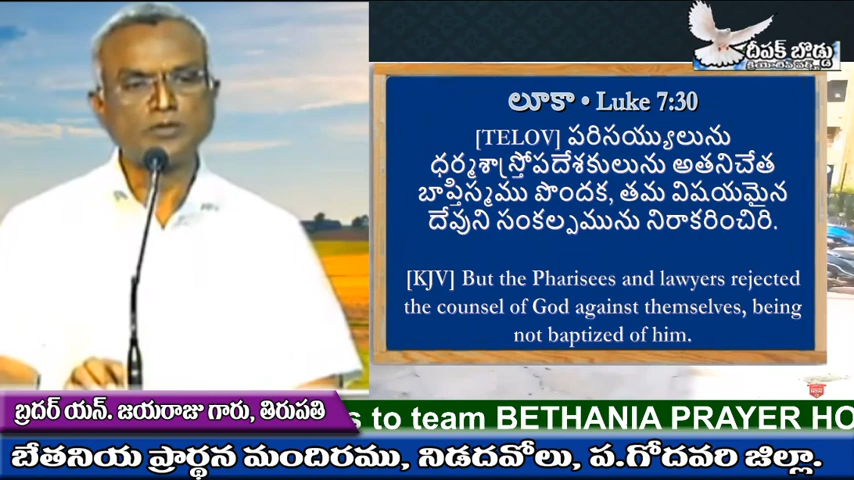 దీపక్ బొడ్డు
క్రియేటివ్ వర్క్స్
లూకా • Luke 7:30
[TELOV] పరిసయ్యులును
ధర్మశాస్త్రోపదేశకులును అతనిచేత
బాప్తిస్మము పొందక, తమ విషయమైన
దేవుని సంకల్పమును నిరాకరించిరి.
[KJV] But the Pharisees and lawyers rejected
the counsel of God against themselves, being
not baptized of him.
బ్రదర్ యన్. జయరాజు గారు, తిరుపతి
s to team BETHANIA PRAYER HO
బేతనియ ప్రార్థన మందిరము, నిడదవోలు, ప.గోదవరి జిల్లా.